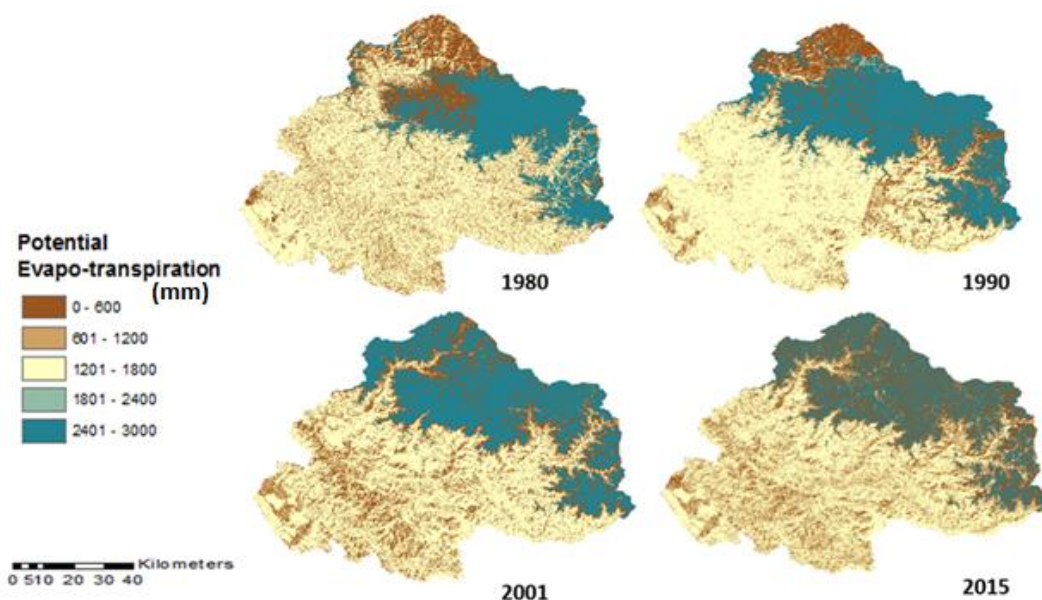 1980
1990
Potential
Evapo-transpiration
(mm)
0 - 600
601 - 1200
1201 - 1800
1801 - 2400
2401 - 3000
Kilometers
0 510 20 30 40
2001
2015